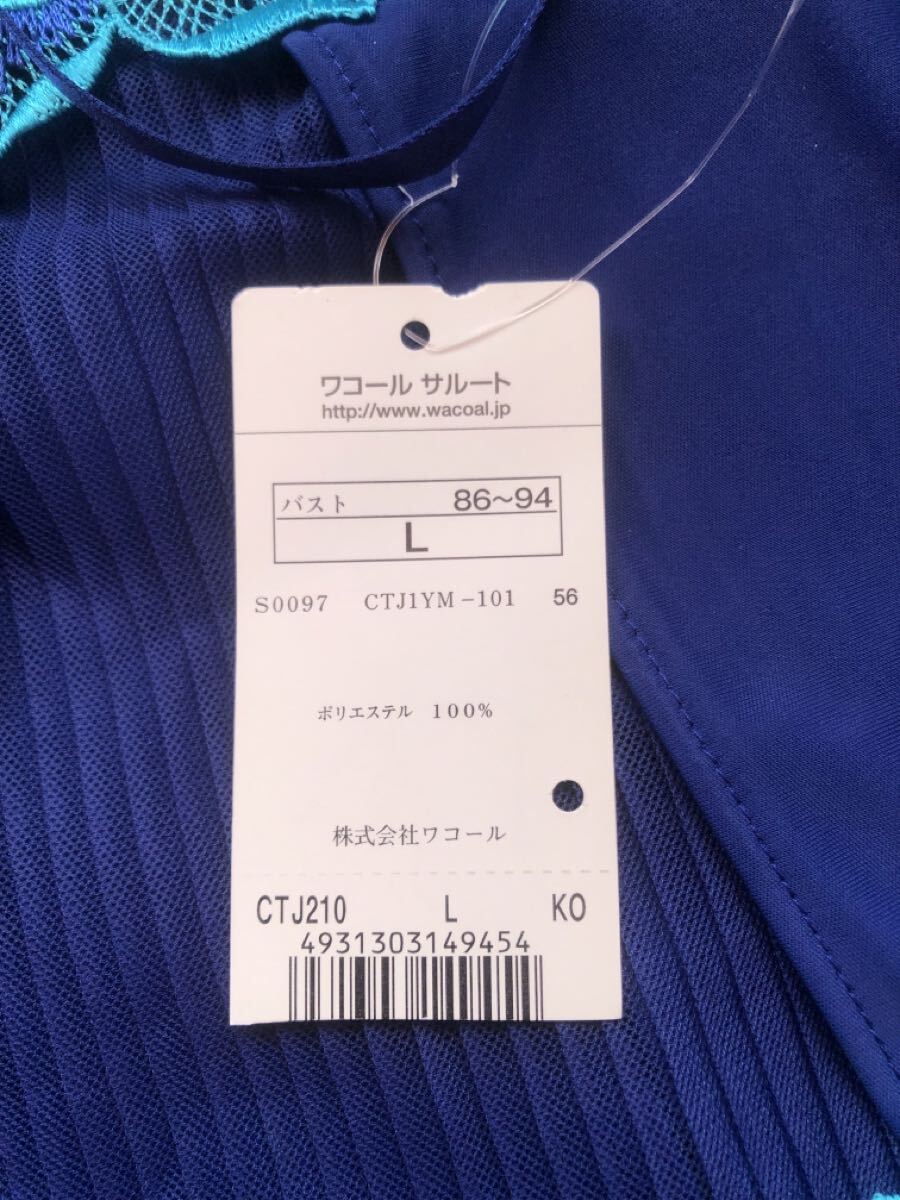 ワコール サルート
http://www.wacoal.jp
バスト 86~94
L
S0097 CTJ1YM-101 56
ポリエステル 100%
株式会社ワコール
CTJ210 L KO
4931303149454